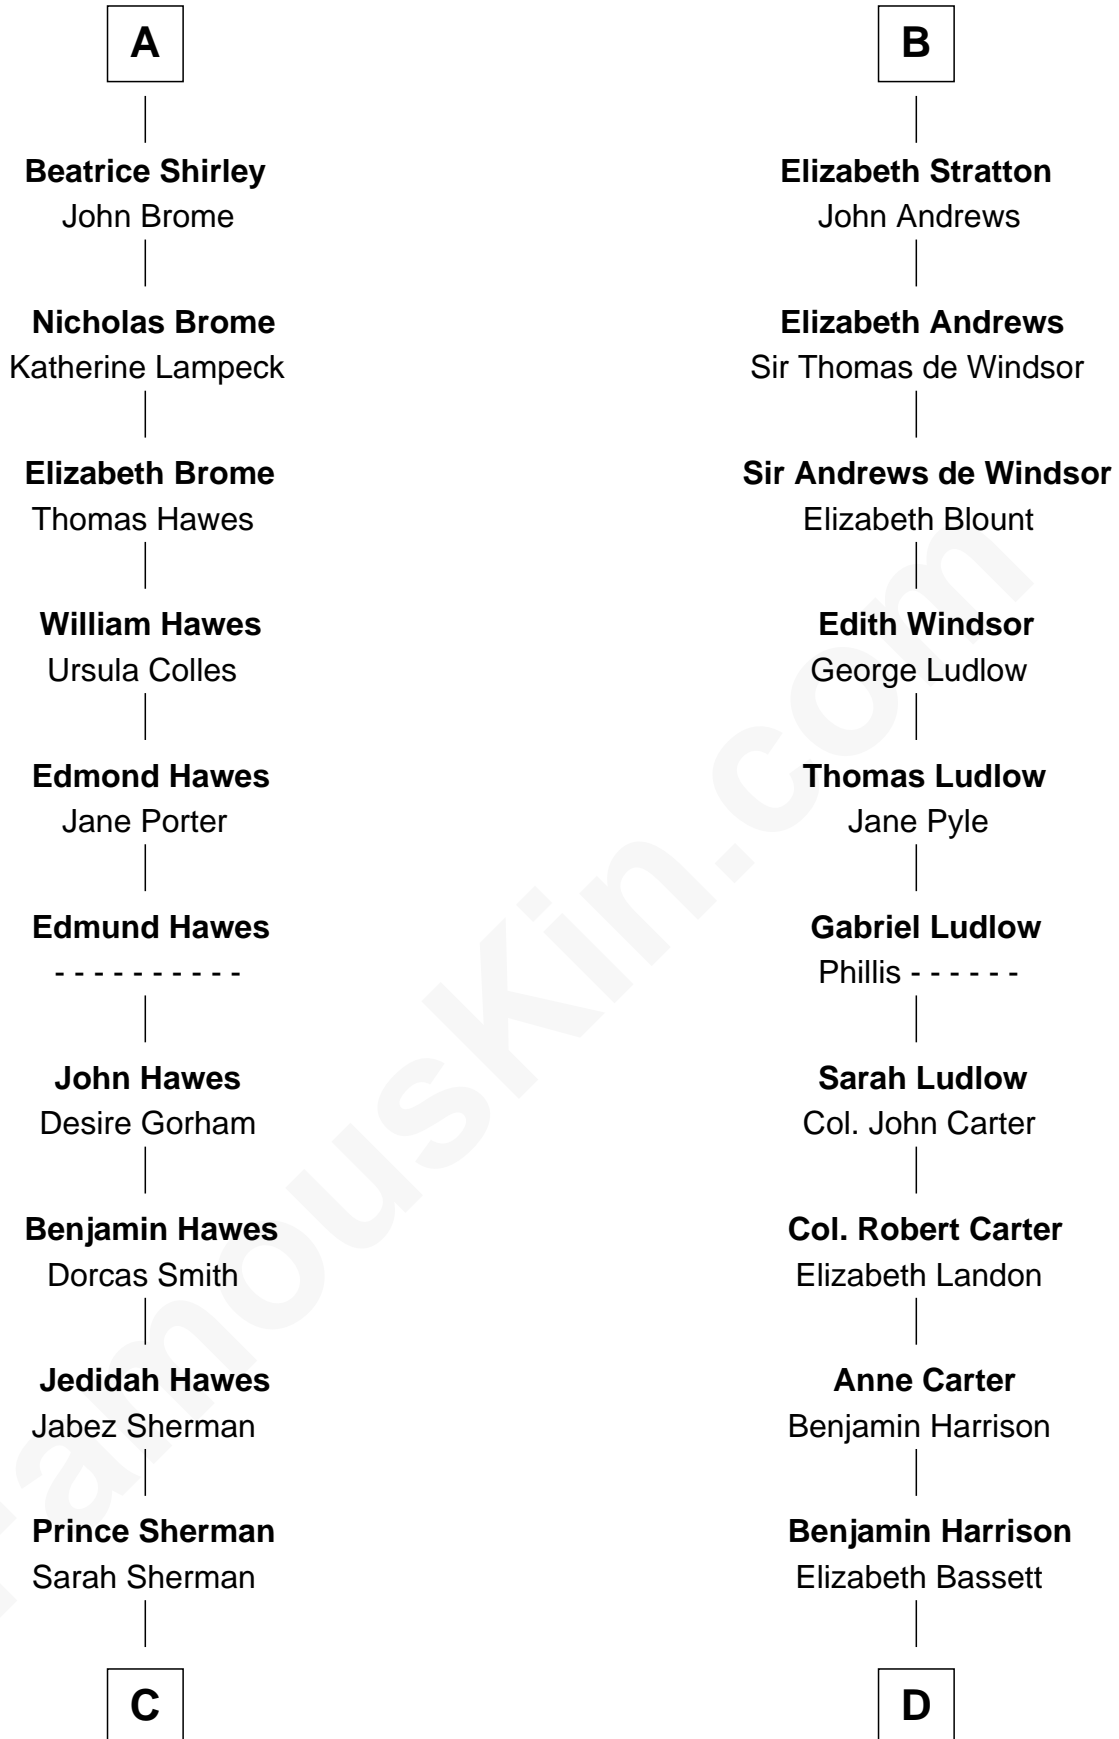 A
Beatrice Shirley
John Brome
Nicholas Brome
Katherine Lampeck
Elizabeth Brome
Thomas Hawes
William Hawes
Ursula Colles
Edmond Hawes
Jane Porter
Edmund Hawes
- - - - - - - - - -
John Hawes
Desire Gorham
Benjamin Hawes
Dorcas Smith
Jedidah Hawes
Jabez Sherman
Prince Sherman
Sarah Sherman
C
B
Elizabeth Stratton
John Andrews
Elizabeth Andrews
Sir Thomas de Windsor
Sir Andrews de Windsor
Elizabeth Blount
Edith Windsor
George Ludlow
Thomas Ludlow
Jane Pyle
Gabriel Ludlow
Phillis - - - - - -
Sarah Ludlow
Col. John Carter
Col. Robert Carter
Elizabeth Landon
Anne Carter
Benjamin Harrison
Benjamin Harrison
Elizabeth Bassett
D
FamousKin.com